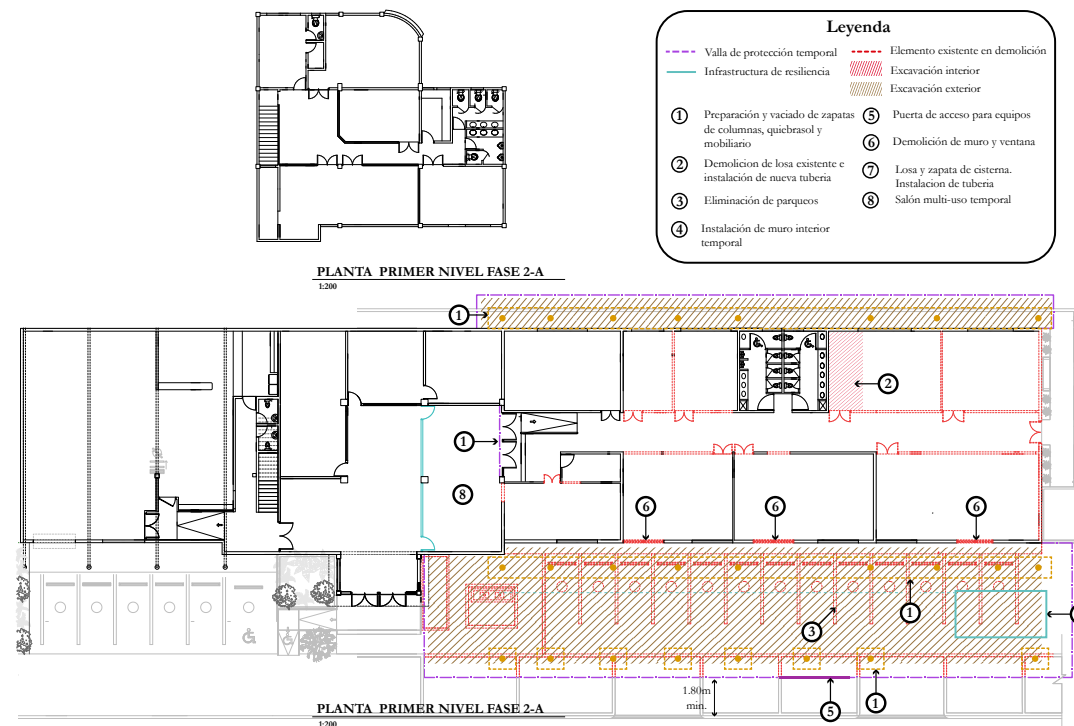 Leyenda
Valla de protección temporal
Infrastructura de resiliencia
Elemento existente en demolición
Excavación interior
Excavación exterior
1 Preparación y vaciado de zapatas
de columnas, quiebrasol y
mobiliario
2 Demolicion de losa existente e
instalación de nueva tuberia
3 Eliminación de parqueos
4 Instalación de muro interior
temporal
5 Puerta de acceso para equipos
6 Demolición de muro y ventana
7 Losa y zapata de cisterna.
Instalacion de tuberia
8 Salón multi-uso temporal
PLANTA PRIMER NIVEL FASE 2-A
1:200
1
2
1
8
6
6
6
1
3
1.80m
min.
5
1
PLANTA PRIMER NIVEL FASE 2-A
1:200